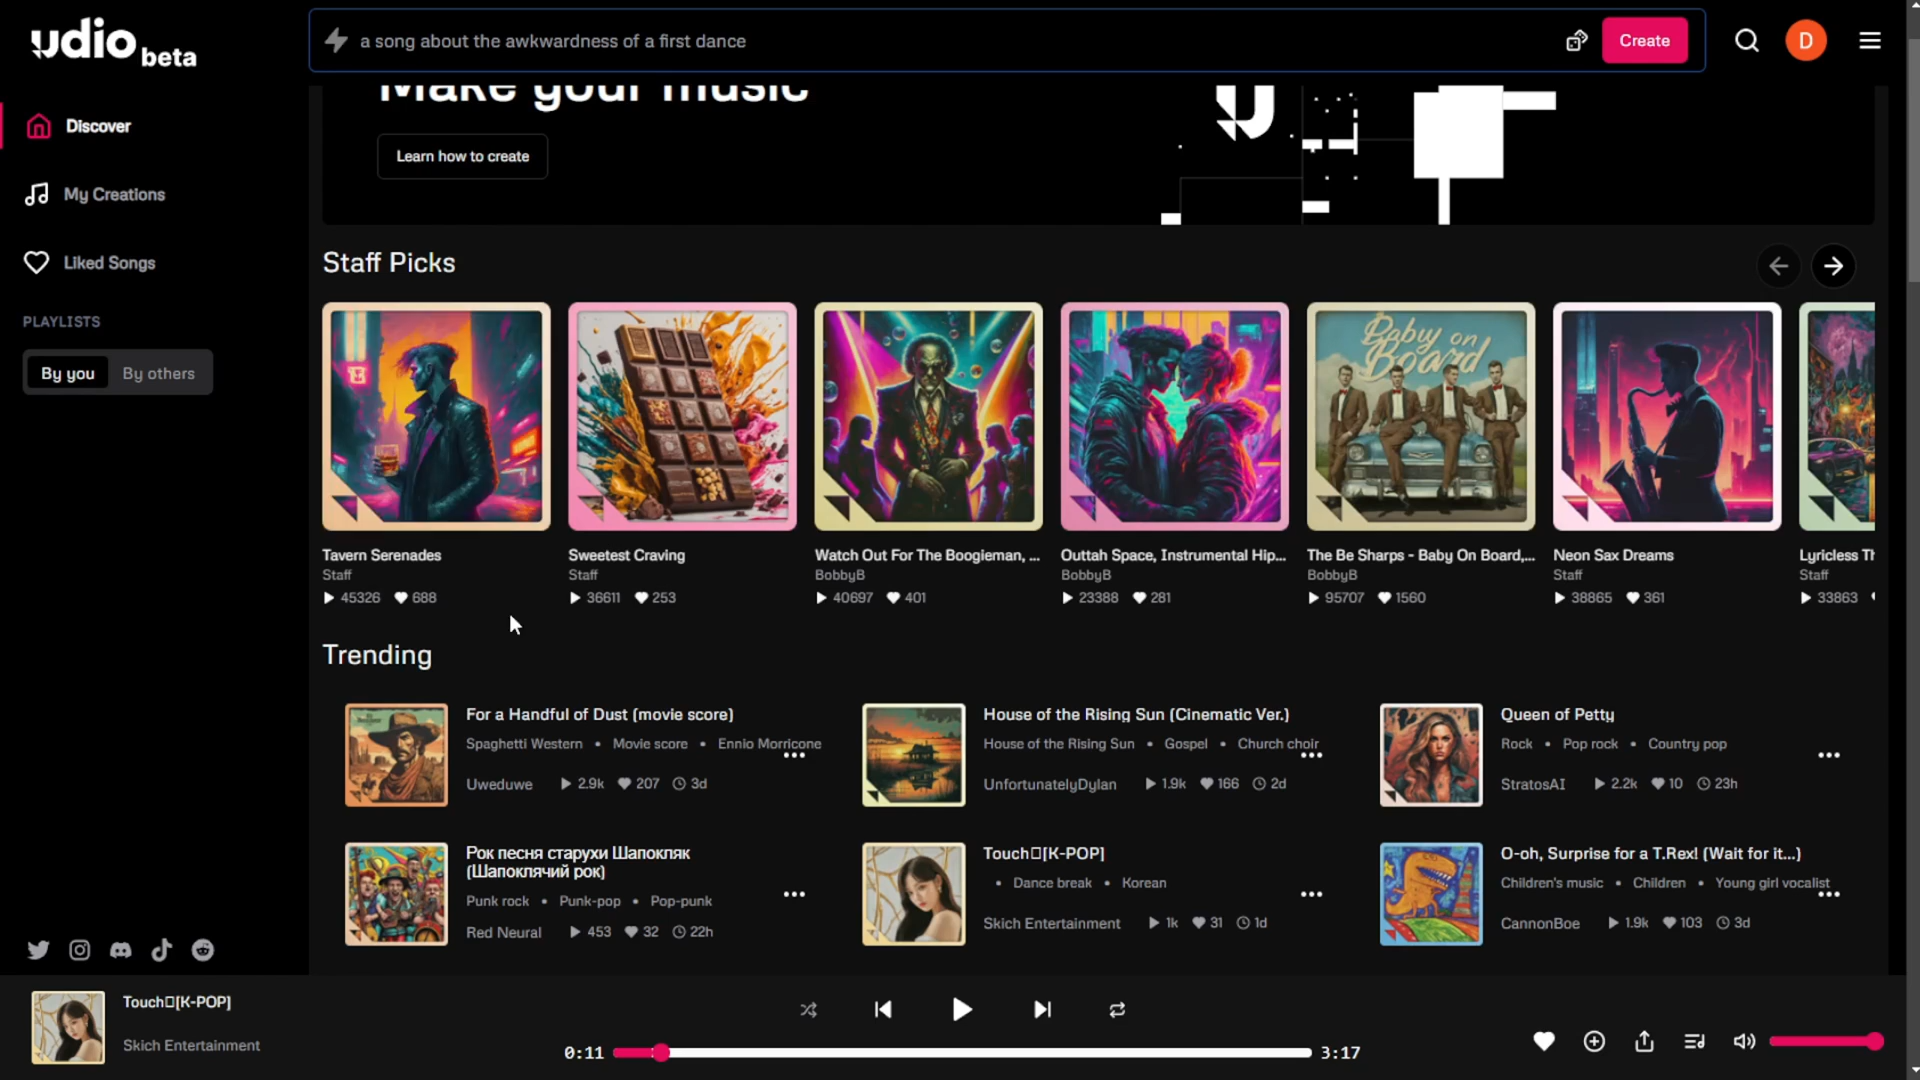 udio beta
a song about the awkwardness of a first dance
Create
D
Discover
My Creations
Liked Songs
PLAYLISTS
By you By others
Make your music
Learn how to create
Staff Picks
Baby on Board
Tavern Serenades
Staff
45326 688
Sweetest Craving
Staff
36611 253
Watch Out For The Boogieman, ...
BobbyB
40697 401
Outtah Space, Instrumental Hip...
BobbyB
23388 281
The Be Sharps - Baby On Board,...
BobbyB
95707 1560
Neon Sax Dreams
Staff
38865 361
Lyricless Th
Staff
33863
Trending
For a Handful of Dust (movie score)
Spaghetti Western • Movie score • Ennio Morricone
Uweduwe 2.9k 207 3d
House of the Rising Sun (Cinematic Ver.)
House of the Rising Sun • Gospel • Church choir
UnfortunatelyDylan 1.9k 166 2d
Queen of Petty
Rock • Pop rock • Country pop
StratosAI 2.2k 10 23h
Рок песня старухи Шапокляк
(Шапоклячий рок)
Punk rock • Punk-pop • Pop-punk
Red Neural 453 32 22h
Touch□[K-POP]
• Dance break • Korean
Skich Entertainment 1k 31 1d
O-oh, Surprise for a T.Rex! (Wait for it...)
Children's music • Children • Young girl vocalist
CannonBoe 1.9k 103 3d
Touch□[K-POP]
Skich Entertainment
0:11 3:17